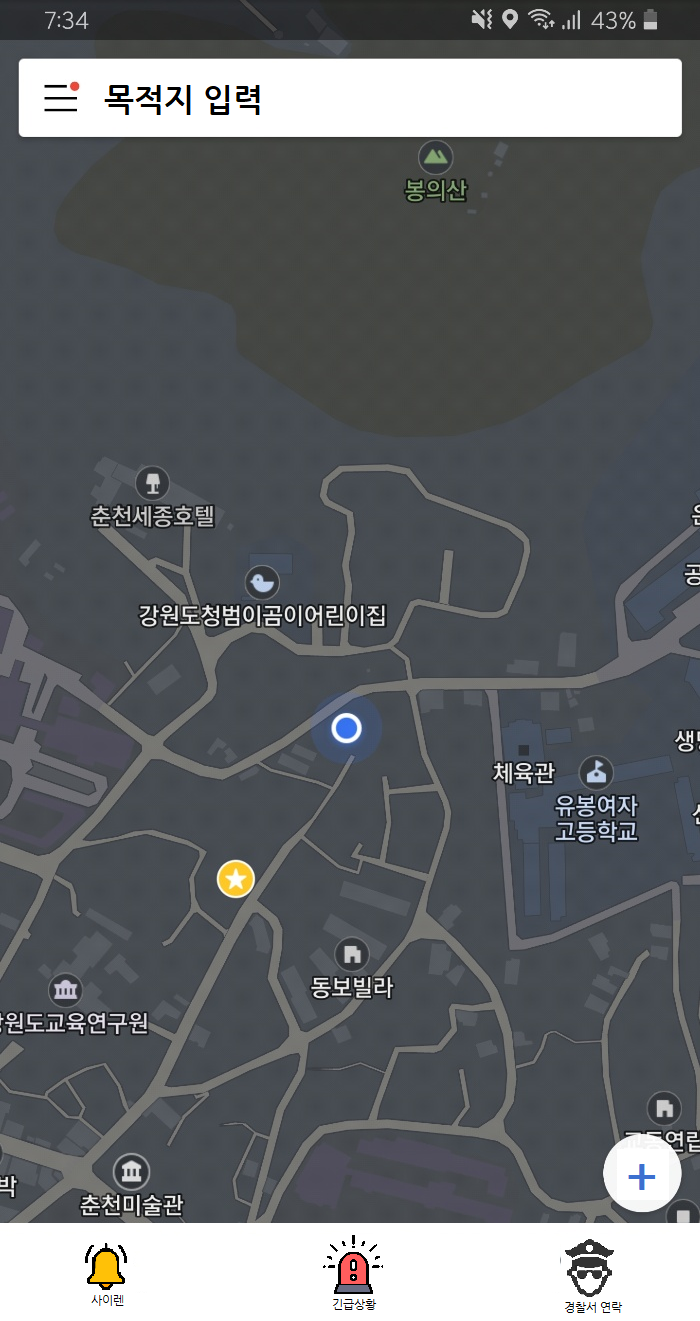 7:34
43%
목적지 입력
봉의산
춘천세종호텔
강원도청범이곰이어린이집
체육관
유봉여자
고등학교
동보빌라
원도교육연구원
춘천미술관
박
사이렌
긴급상황
경찰서 연락